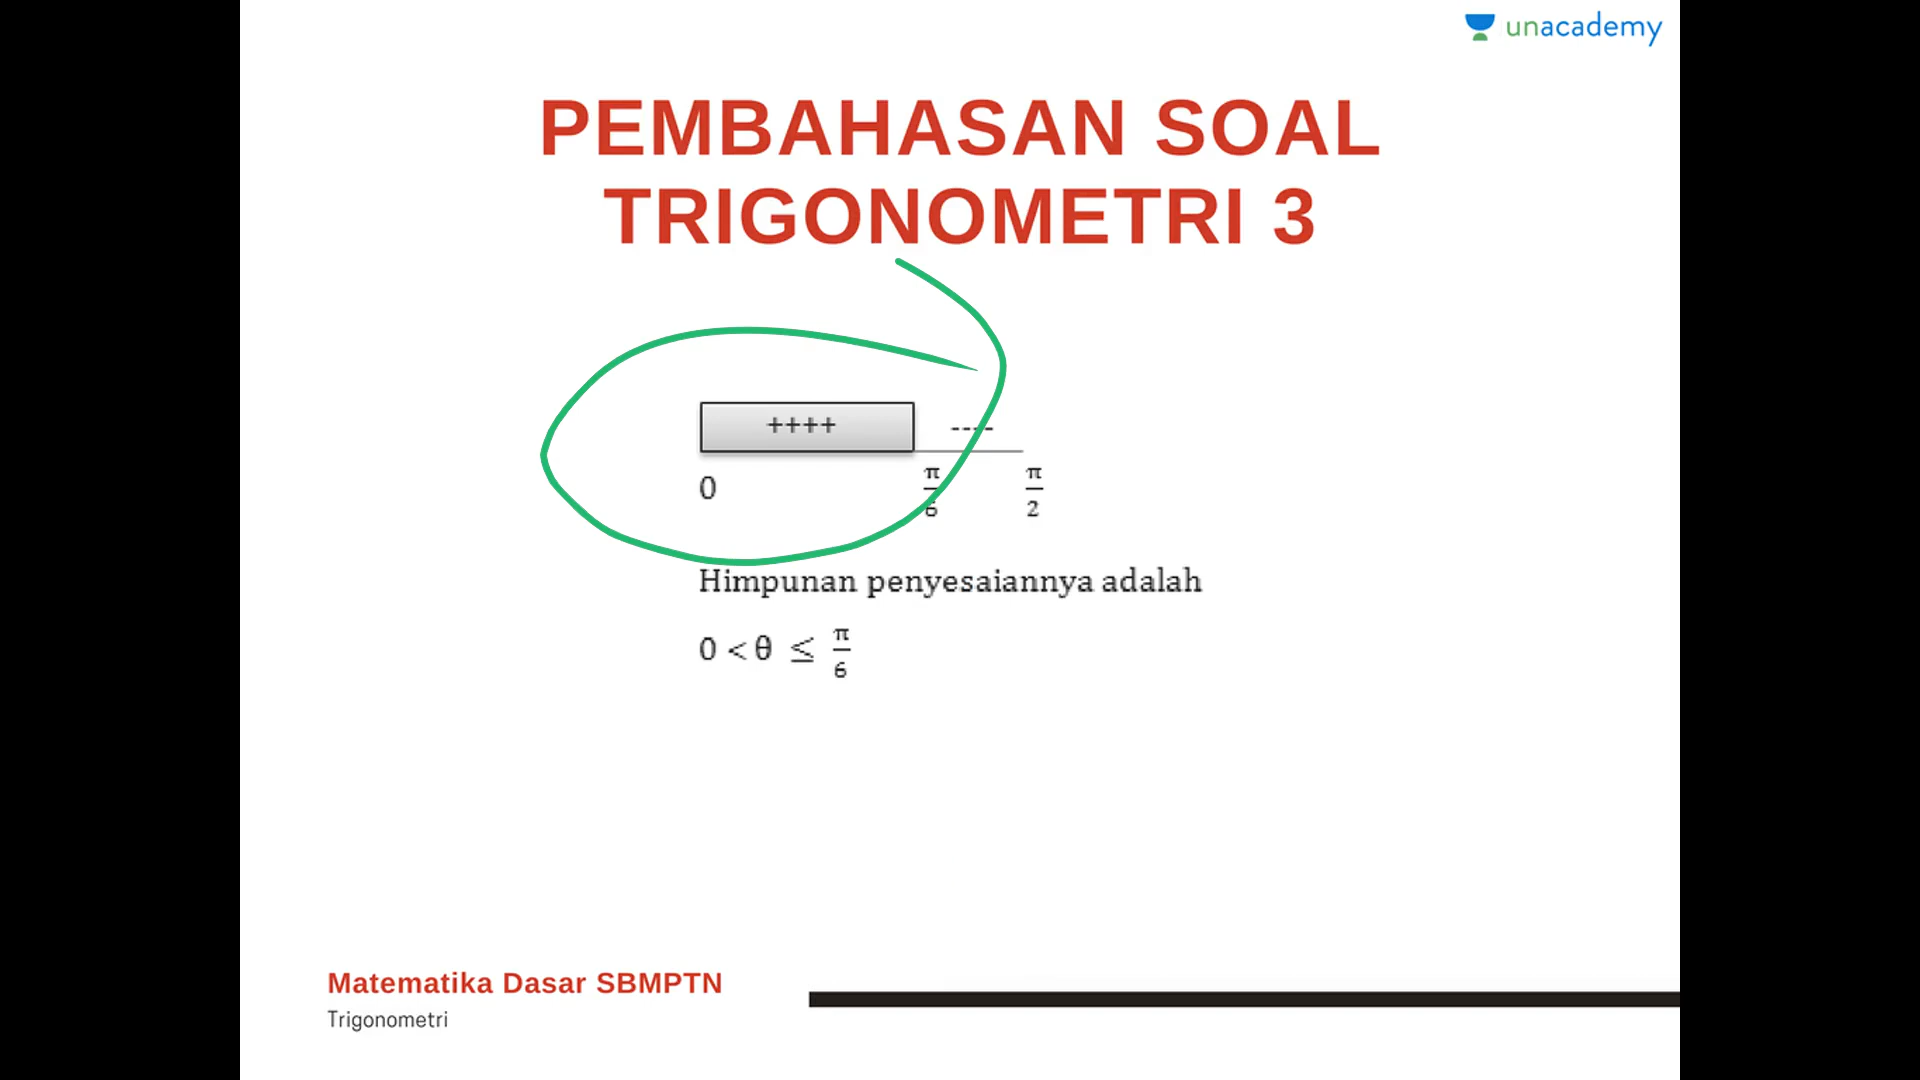 unacademy
PEMBAHASAN SOAL
TRIGONOMETRI 3
++++ ----
0 π/6 π/2
Himpunan penyesaiannya adalah
0 < θ ≤ π/6
Matematika Dasar SBMPTN
Trigonometri